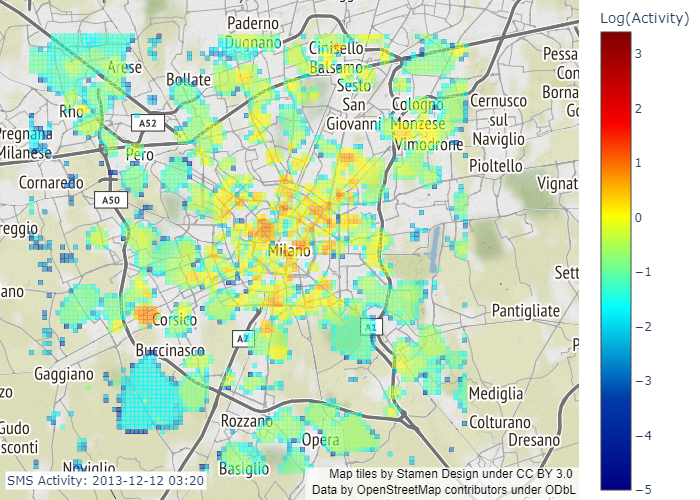 Log(Activity)
Paderno
Dugnano
Cinisello
Balsamo
Arese
Bollate
Sesto
San
Giovanni
Cologno
Monzese
Cernusco
sul
Naviglio
Pessa
Con
Borna
Go
Rho
A52
Pregnana
Milanese
Pero
Vimodrone
Pioltello
Cornaredo
Vignat
A50
reggio
Milano
Sett
ano
Corsico
A7
A1
Pantigliate
Buccinasco
P
Gaggiano
Mediglia
zo
Rozzano
Colturano
Gudo
sconti
Opera
Dresano
Noviglio
Basiglio
SMS Activity: 2013-12-12 03:20
Map tiles by Stamen Design under CC BY 3.0
Data by OpenStreetMap contributors under ODbL
3
2
1
0
−1
−2
−3
−4
−5